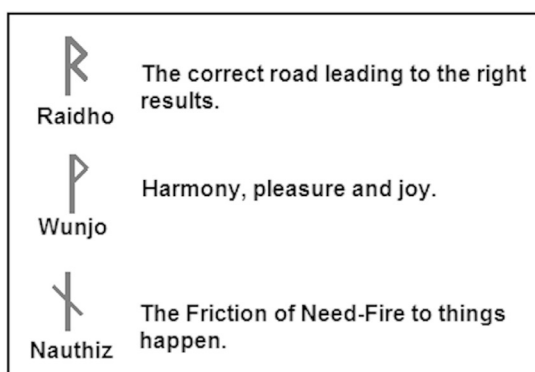 ᚱ
Raidho
The correct road leading to the right
results.
ᚹ
Wunjo
Harmony, pleasure and joy.
ᚾ
Nauthiz
The Friction of Need-Fire to things
happen.